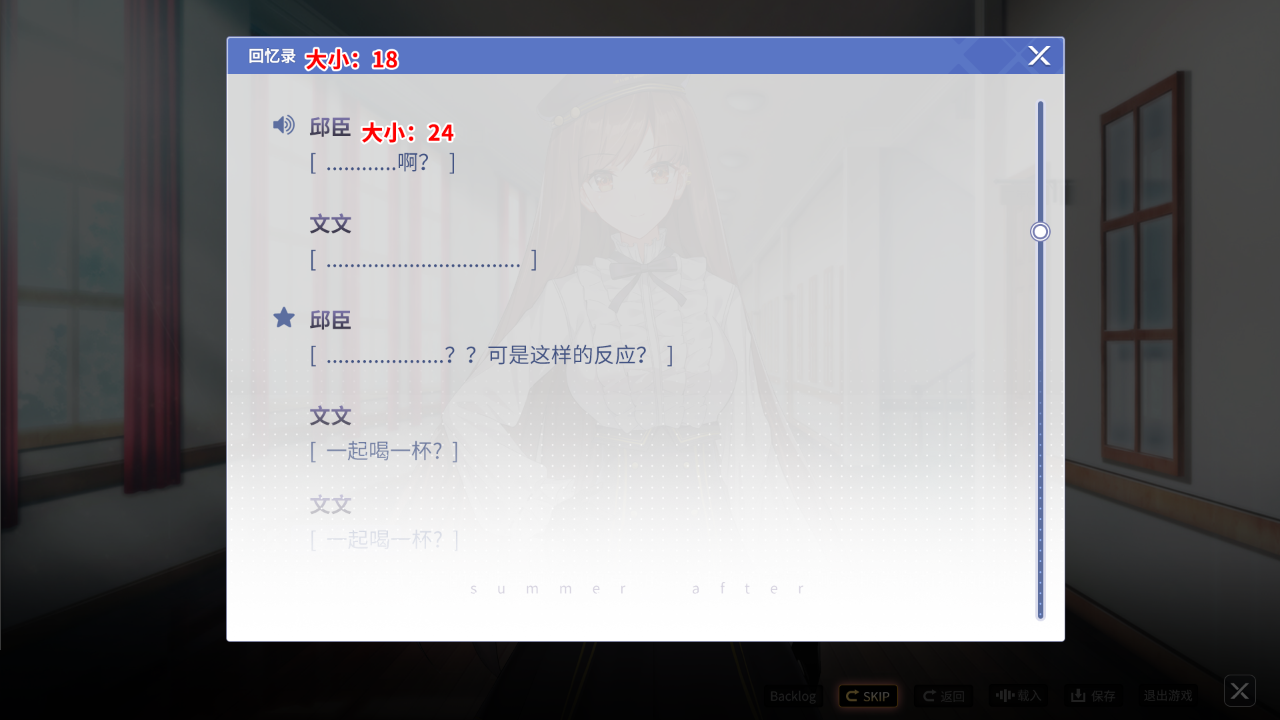 回忆录 大小：18
邱臣 大小：24
[ ............啊？ ]
文文
[ ................................. ]
邱臣
[ ....................？？可是这样的反应？ ]
文文
[ 一起喝一杯？]
文文
[ 一起喝一杯？]
summer after
Backlog SKIP 返回 载入 保存 退出游戏